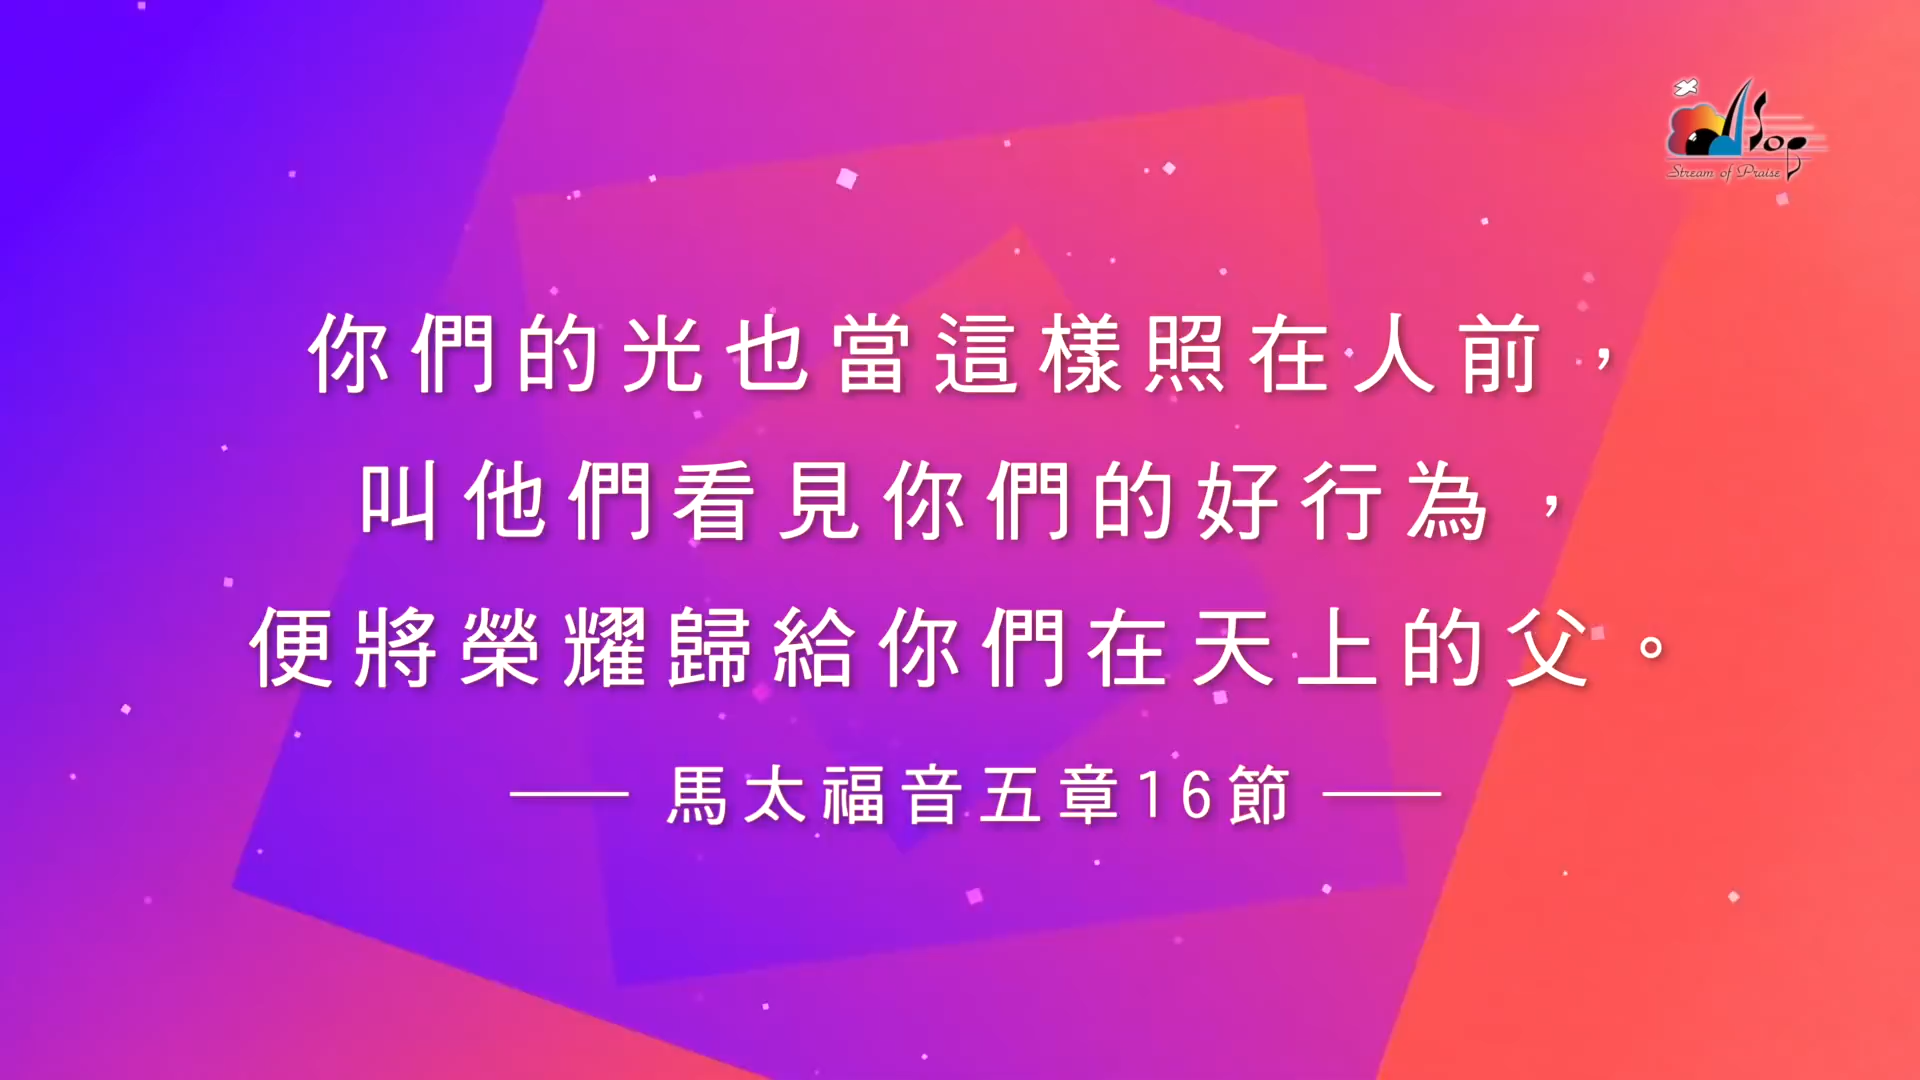 SOP
Stream of Praise
你們的光也當這樣照在人前，
叫他們看見你們的好行為，
便將榮耀歸給你們在天上的父。
—— 馬太福音五章16節 ——